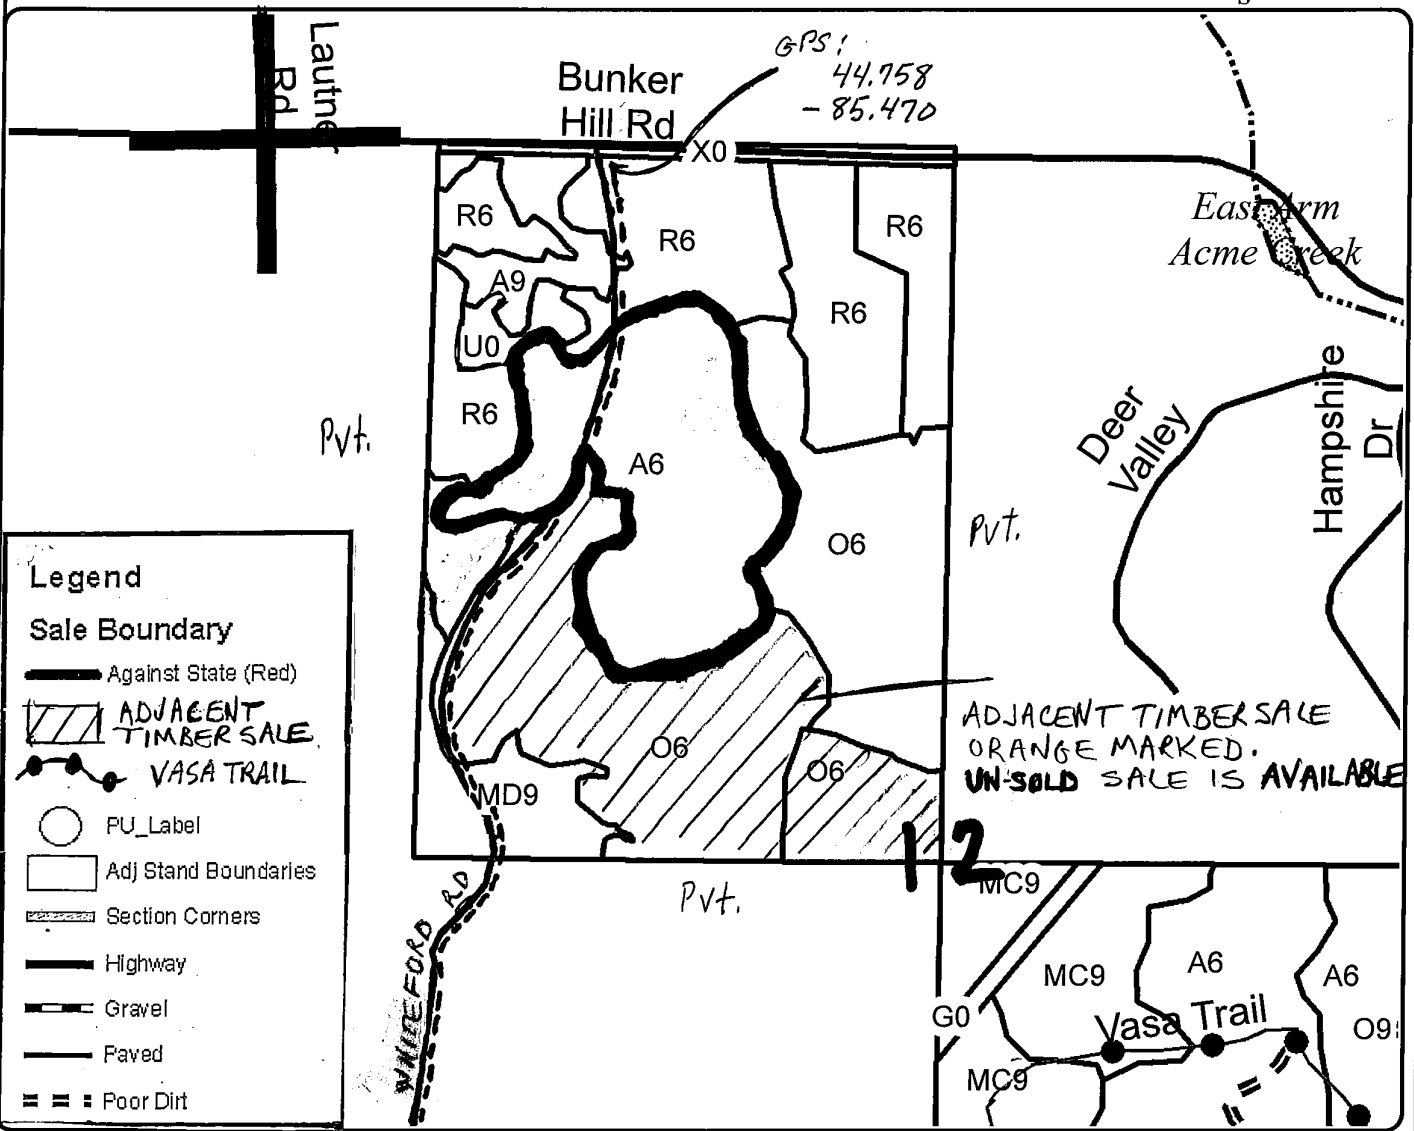 Lautner
Rd
Bunker
Hill Rd
GPS:
44.758
-85.470
X0
R6
R6
R6
East Arm
Acme Creek
A9
R6
U0
R6
Pvt.
A6
Deer
Valley
Hampshire
Dr
O6
Pvt.
Legend
Sale Boundary
Against State (Red)
ADJACENT
TIMBER SALE
VASA TRAIL
PU_Label
Adj Stand Boundaries
Section Corners
Highway
Gravel
Paved
Poor Dirt
ADJACENT TIMBER SALE
ORANGE MARKED.
UN-SOLD SALE IS AVAILABLE
O6
O6
MD9
1 2
Pvt.
WHITEFORD RD
MC9
MC9
A6
A6
G0
Vasa Trail
O9
MC9